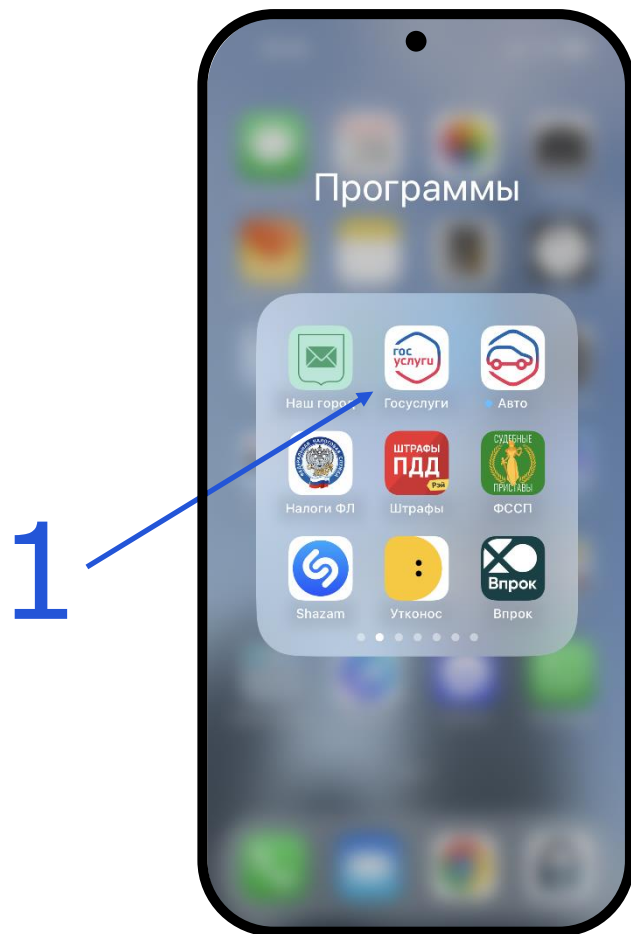 Программы
гос
услуги
Наш город
Госуслуги
Авто
ШТРАФЫ
ПДД
Рэй
СУДЕБНЫЕ
ПРИСТАВЫ
Налоги ФЛ
Штрафы
ФССП
Впрок
Shazam
Утконос
Впрок
1